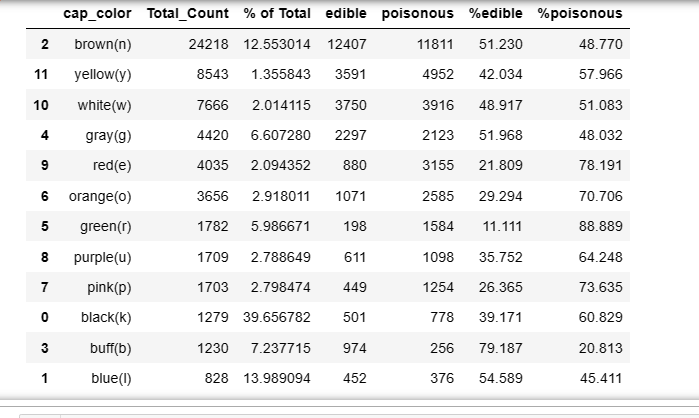 cap_color Total_Count % of Total edible poisonous %edible %poisonous
2 brown(n) 24218 12.553014 12407 11811 51.230 48.770
11 yellow(y) 8543 1.355843 3591 4952 42.034 57.966
10 white(w) 7666 2.014115 3750 3916 48.917 51.083
4 gray(g) 4420 6.607280 2297 2123 51.968 48.032
9 red(e) 4035 2.094352 880 3155 21.809 78.191
6 orange(o) 3656 2.918011 1071 2585 29.294 70.706
5 green(r) 1782 5.986671 198 1584 11.111 88.889
8 purple(u) 1709 2.788649 611 1098 35.752 64.248
7 pink(p) 1703 2.798474 449 1254 26.365 73.635
0 black(k) 1279 39.656782 501 778 39.171 60.829
3 buff(b) 1230 7.237715 974 256 79.187 20.813
1 blue(l) 828 13.989094 452 376 54.589 45.411